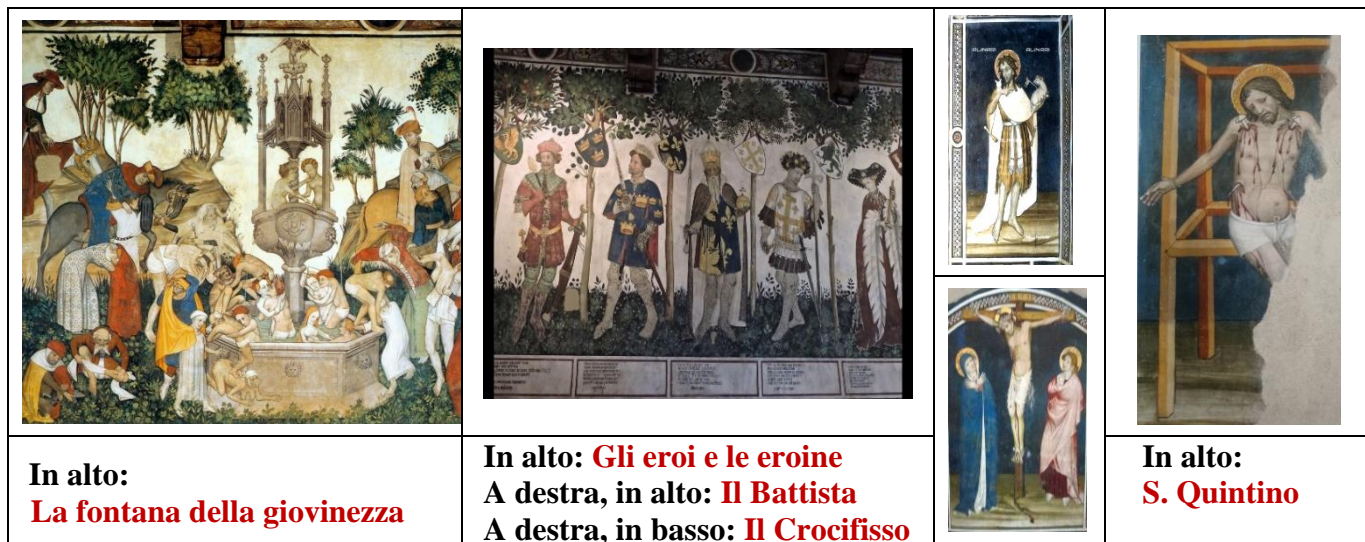 In alto:
La fontana della giovinezza
In alto: Gli eroi e le eroine
A destra, in alto: Il Battista
A destra, in basso: Il Crocifisso
In alto:
S. Quintino